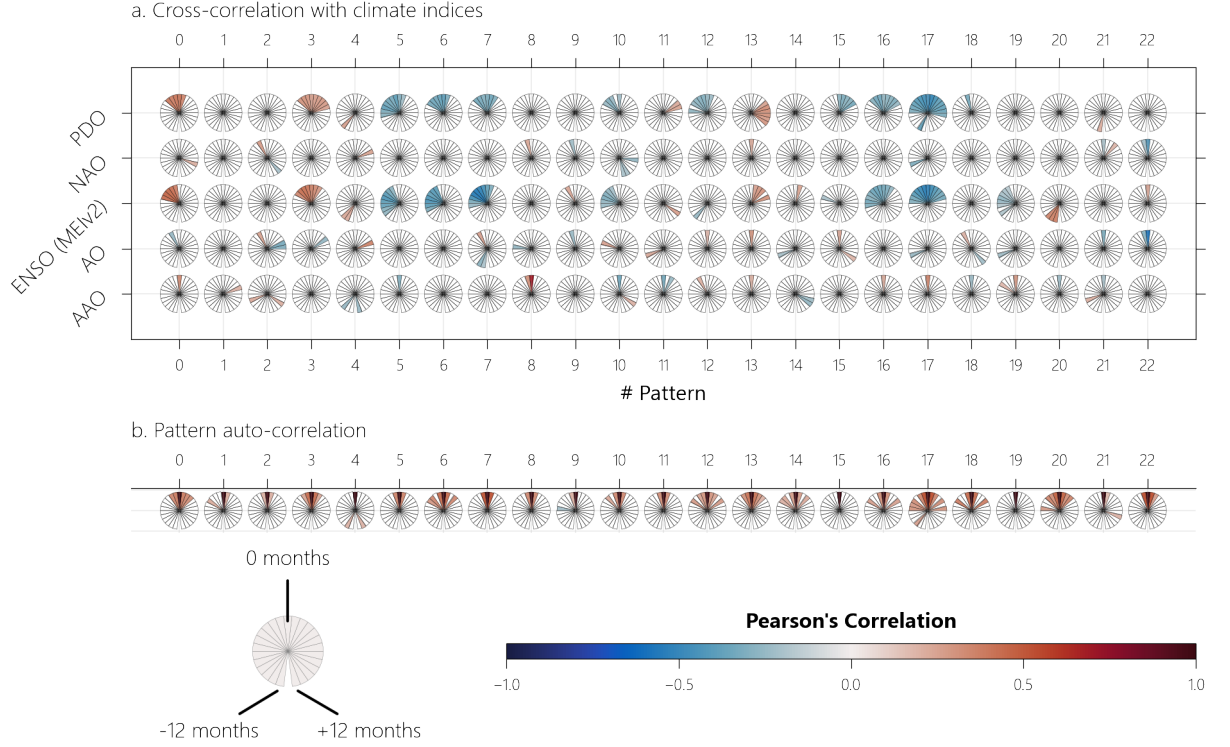 a. Cross-correlation with climate indices
0 1 2 3 4 5 6 7 8 9 10 11 12 13 14 15 16 17 18 19 20 21 22
PDO
NAO
ENSO (MEIv2)
AO
AAO
0 1 2 3 4 5 6 7 8 9 10 11 12 13 14 15 16 17 18 19 20 21 22
# Pattern
b. Pattern auto-correlation
0 1 2 3 4 5 6 7 8 9 10 11 12 13 14 15 16 17 18 19 20 21 22
0 months
-12 months +12 months
Pearson's Correlation
−1.0 −0.5 0.0 0.5 1.0